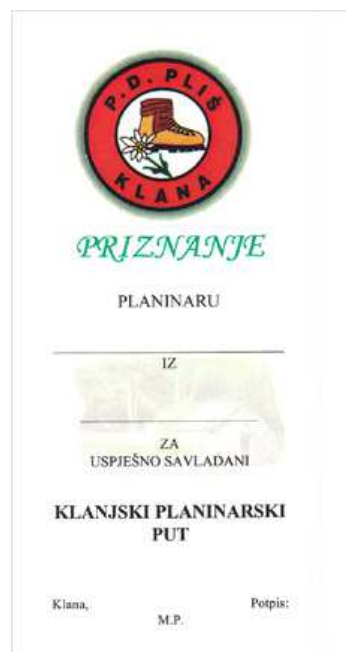 P.D. PLIŠ
KLANA
PRIZNANJE
PLANINARU
IZ
ZA
USPJEŠNO SAVLADANI
KLANJSKI PLANINARSKI
PUT
Klana, Potpis:
M.P.